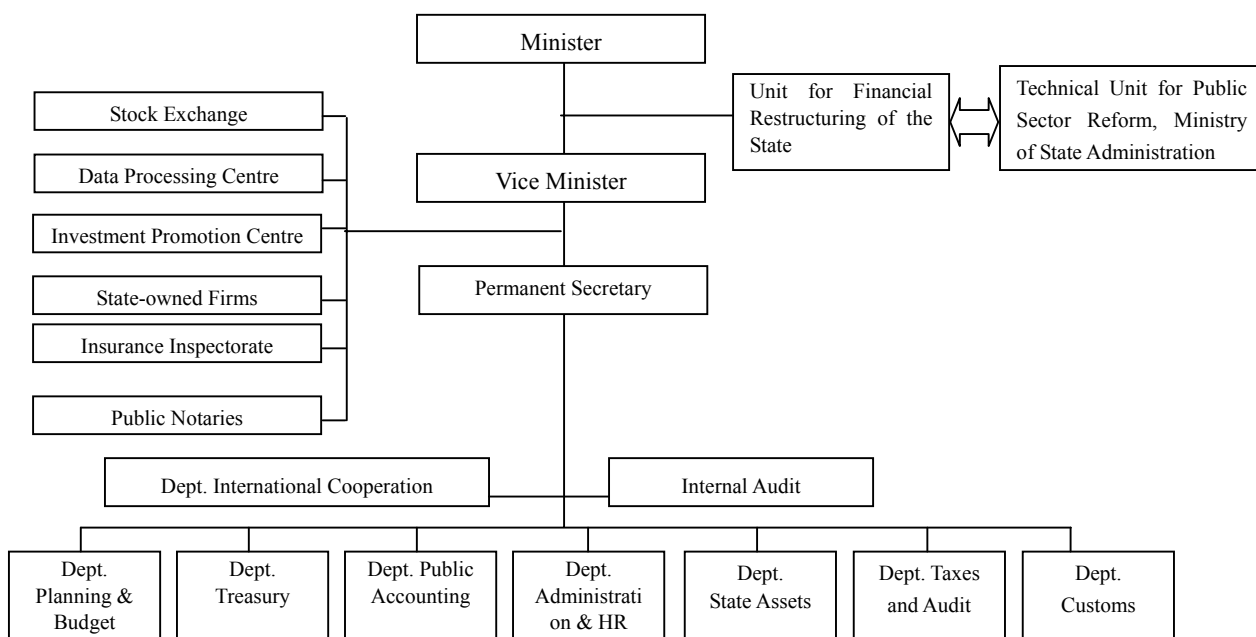 Minister
Unit for Financial
Restructuring of the
State
Technical Unit for Public
Sector Reform, Ministry
of State Administration
Stock Exchange
Data Processing Centre
Vice Minister
Investment Promotion Centre
State-owned Firms
Permanent Secretary
Insurance Inspectorate
Public Notaries
Dept. International Cooperation
Internal Audit
Dept.
Planning &
Budget
Dept.
Treasury
Dept. Public
Accounting
Dept.
Administrati
on & HR
Dept.
State Assets
Dept. Taxes
and Audit
Dept.
Customs